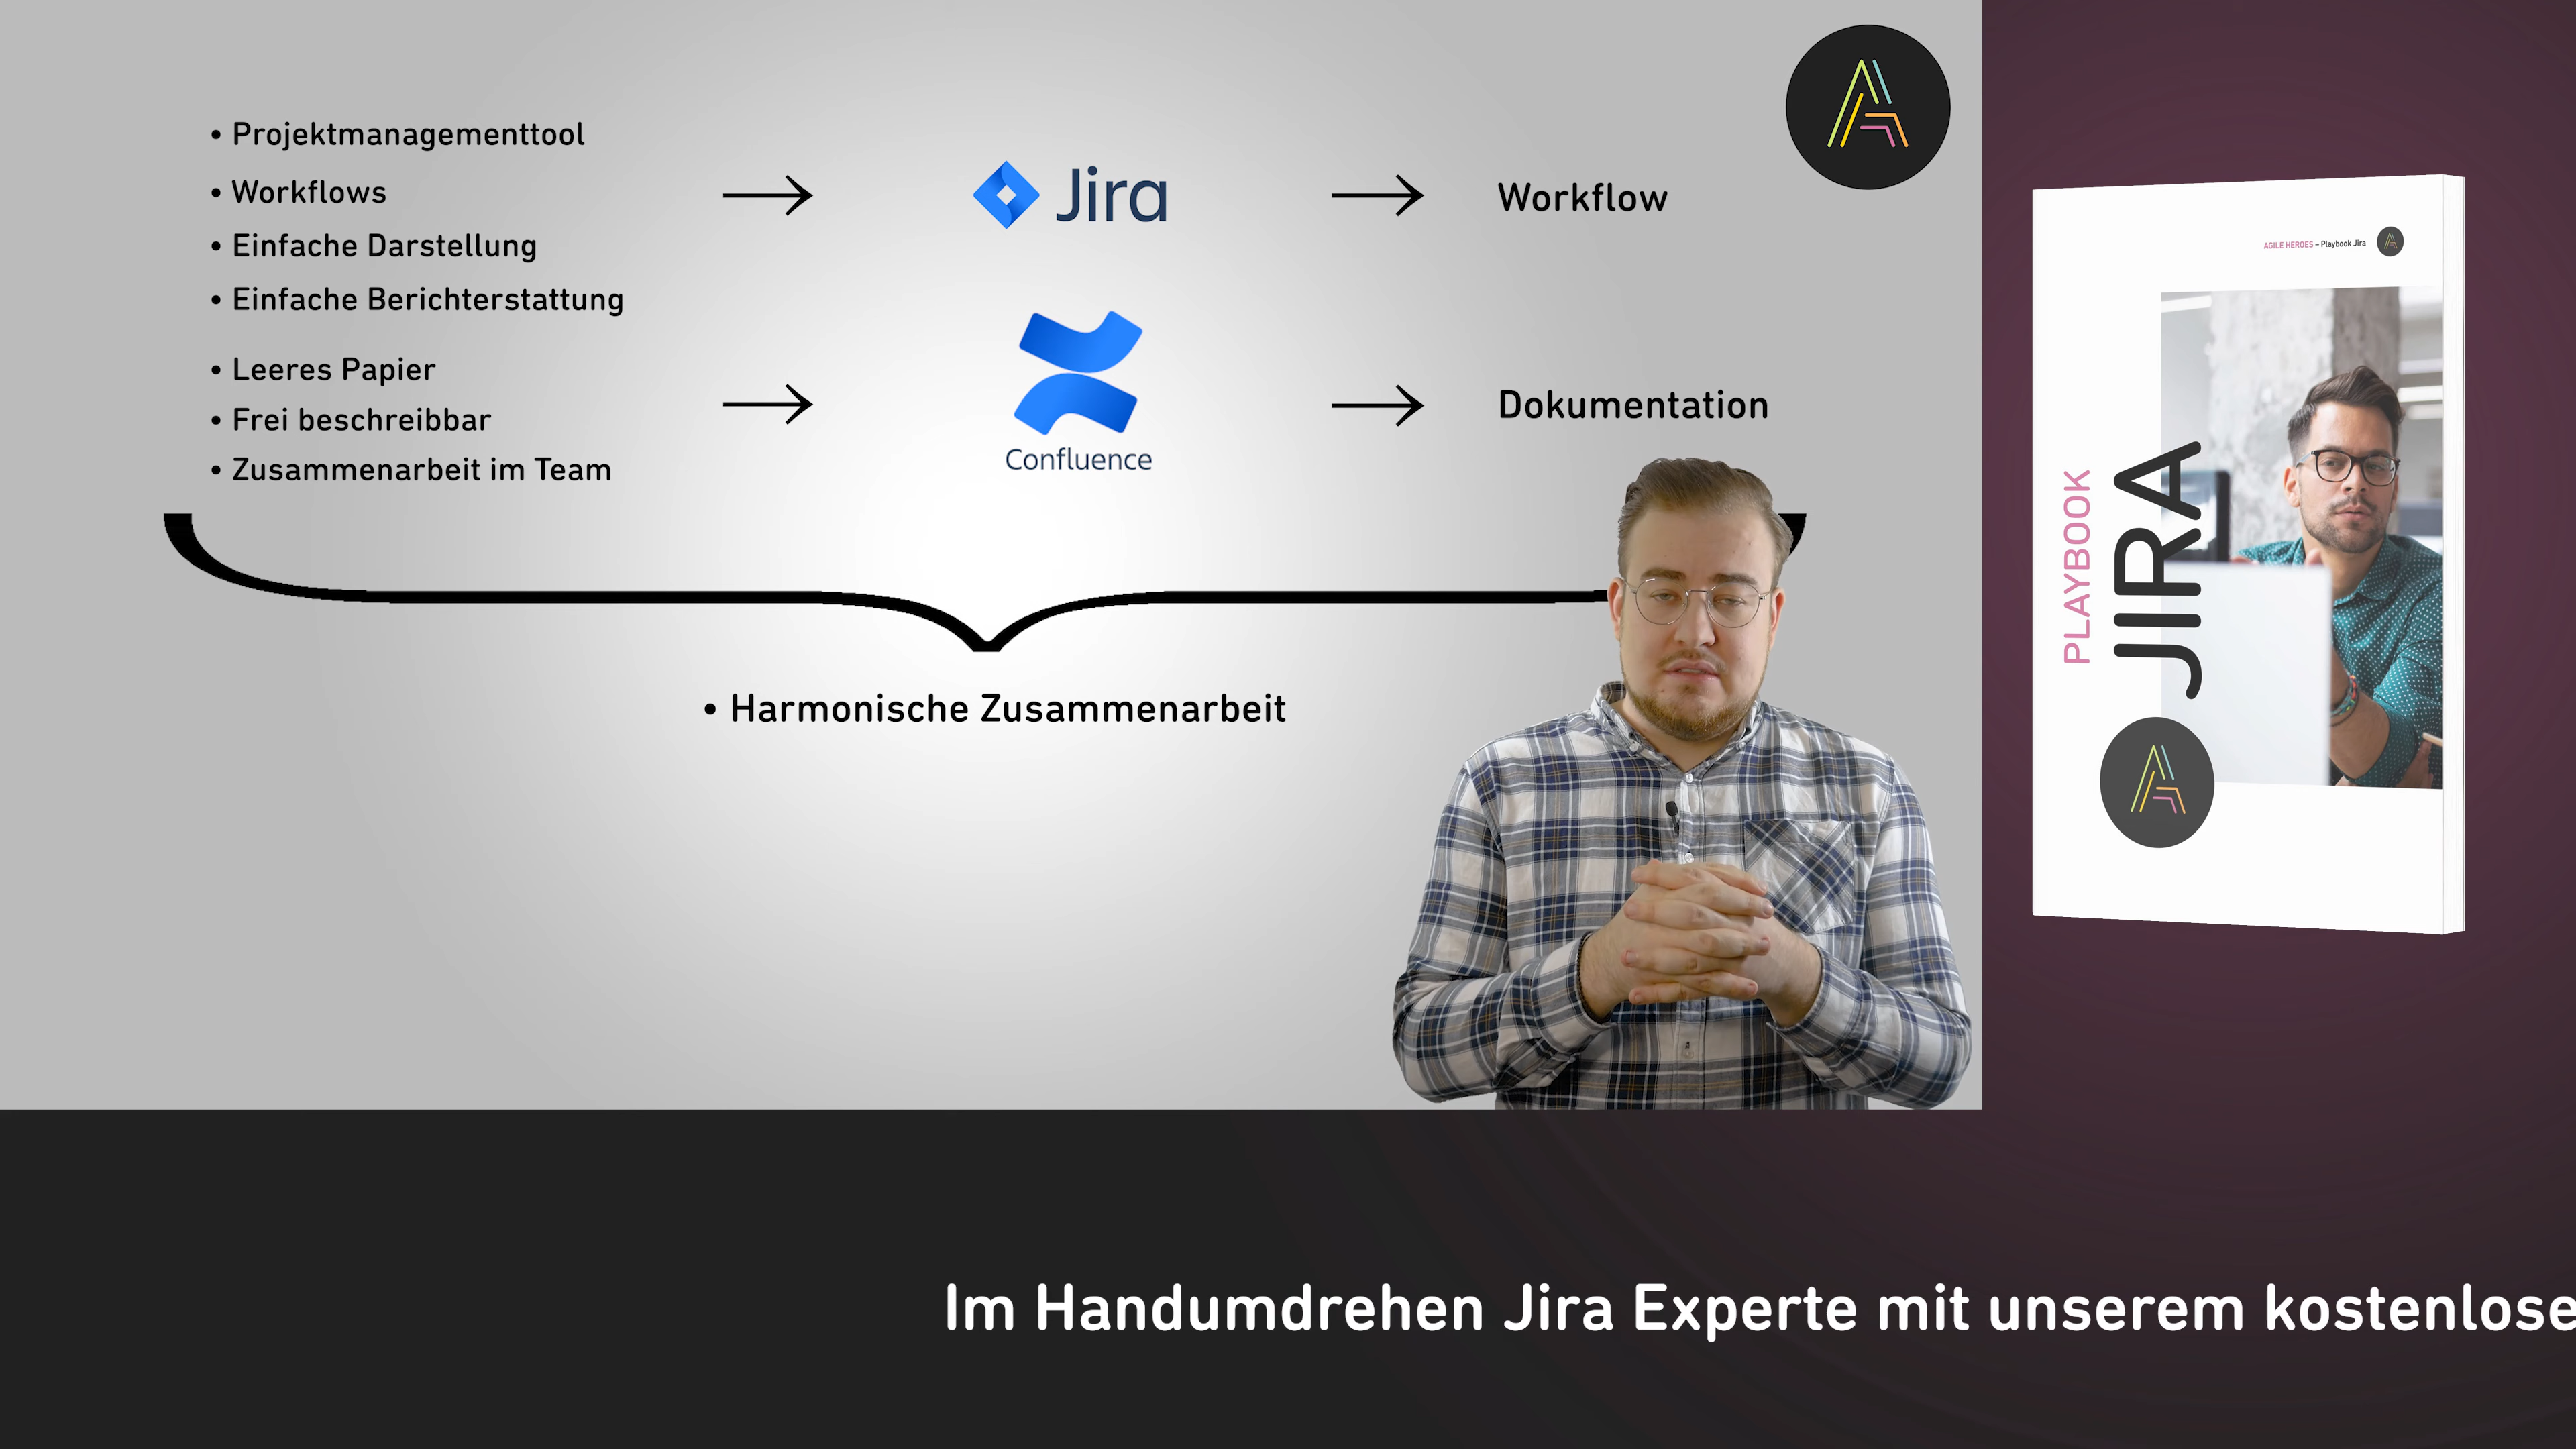 • Projektmanagementtool
• Workflows
• Einfache Darstellung
• Einfache Berichterstattung
Jira
Workflow
• Leeres Papier
• Frei beschreibbar
• Zusammenarbeit im Team
Confluence
Dokumentation
• Harmonische Zusammenarbeit
AGILE HEROES – Playbook Jira
PLAYBOOK
JIRA
Im Handumdrehen Jira Experte mit unserem kostenlose